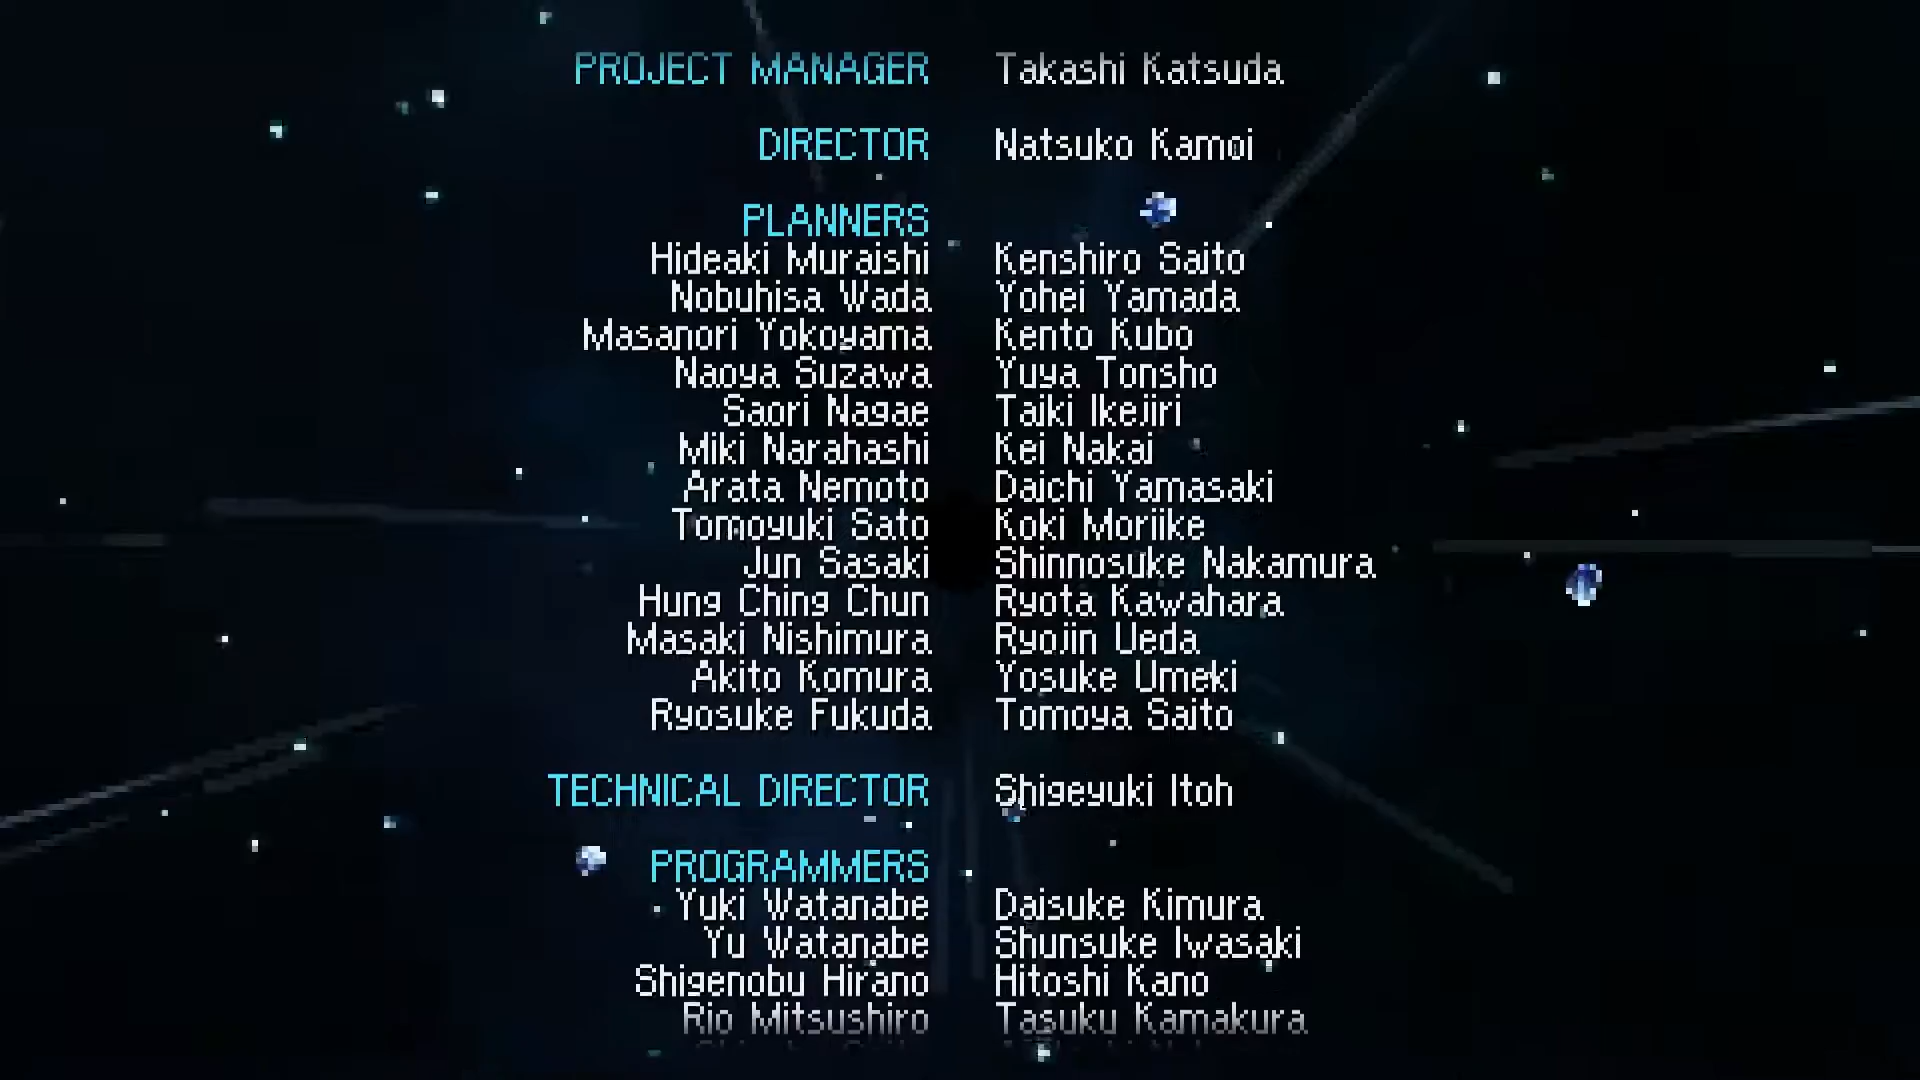 PROJECT MANAGER Takashi Katsuda
DIRECTOR Natsuko Kamoi
PLANNERS
Hideaki Muraishi Kenshiro Saito
Nobuhisa Wada Yohei Yamada
Masanori Yokoyama Kento Kubo
Naoya Suzawa Yuya Tonsho
Saori Nagae Taiki Ikejiri
Miki Narahashi Kei Nakai
Arata Nemoto Daichi Yamasaki
Tomoyuki Sato Koki Moriike
Jun Sasaki Shinnosuke Nakamura
Hung Ching Chun Ryota Kawahara
Masaki Nishimura Ryojin Ueda
Akito Komura Yosuke Umeki
Ryosuke Fukuda Tomoya Saito
TECHNICAL DIRECTOR Shigeyuki Itoh
PROGRAMMERS
Yuki Watanabe Daisuke Kimura
Yu Watanabe Shunsuke Iwasaki
Shigenobu Hirano Hitoshi Kano
Rio Mitsushiro Tasuku Kamakura